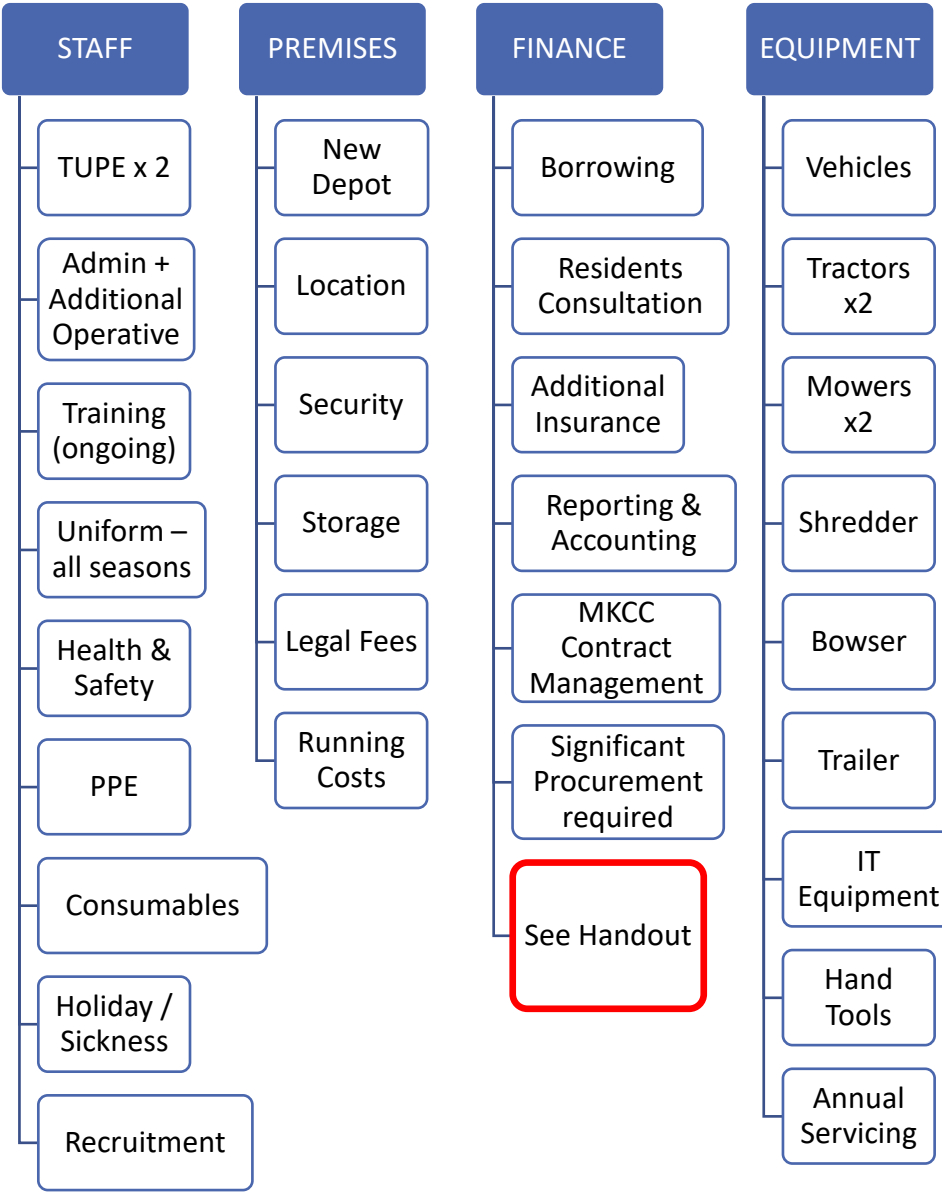 STAFF
TUPE x 2
Admin +
Additional
Operative
Training
(ongoing)
Uniform –
all seasons
Health &
Safety
PPE
Consumables
Holiday /
Sickness
Recruitment
PREMISES
New
Depot
Location
Security
Storage
Legal Fees
Running
Costs
FINANCE
Borrowing
Residents
Consultation
Additional
Insurance
Reporting &
Accounting
MKCC
Contract
Management
Significant
Procurement
required
See Handout
EQUIPMENT
Vehicles
Tractors
x2
Mowers
x2
Shredder
Bowser
Trailer
IT
Equipment
Hand
Tools
Annual
Servicing